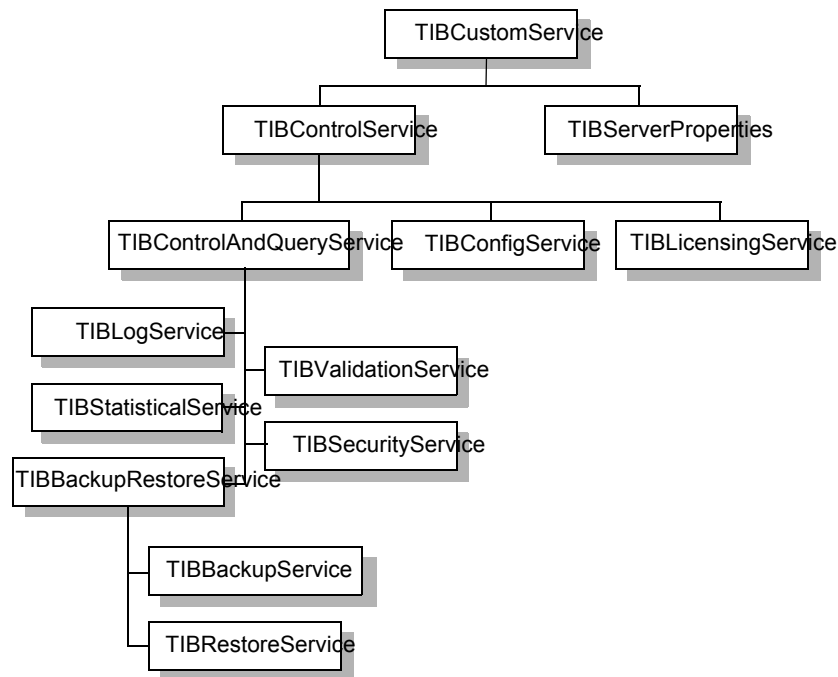 TIBCustomService
TIBControlService
TIBServerProperties
TIBControlAndQueryService
TIBConfigService
TIBLicensingService
TIBLogService
TIBValidationService
TIBStatisticalService
TIBSecurityService
TIBBackupRestoreService
TIBBackupService
TIBRestoreService